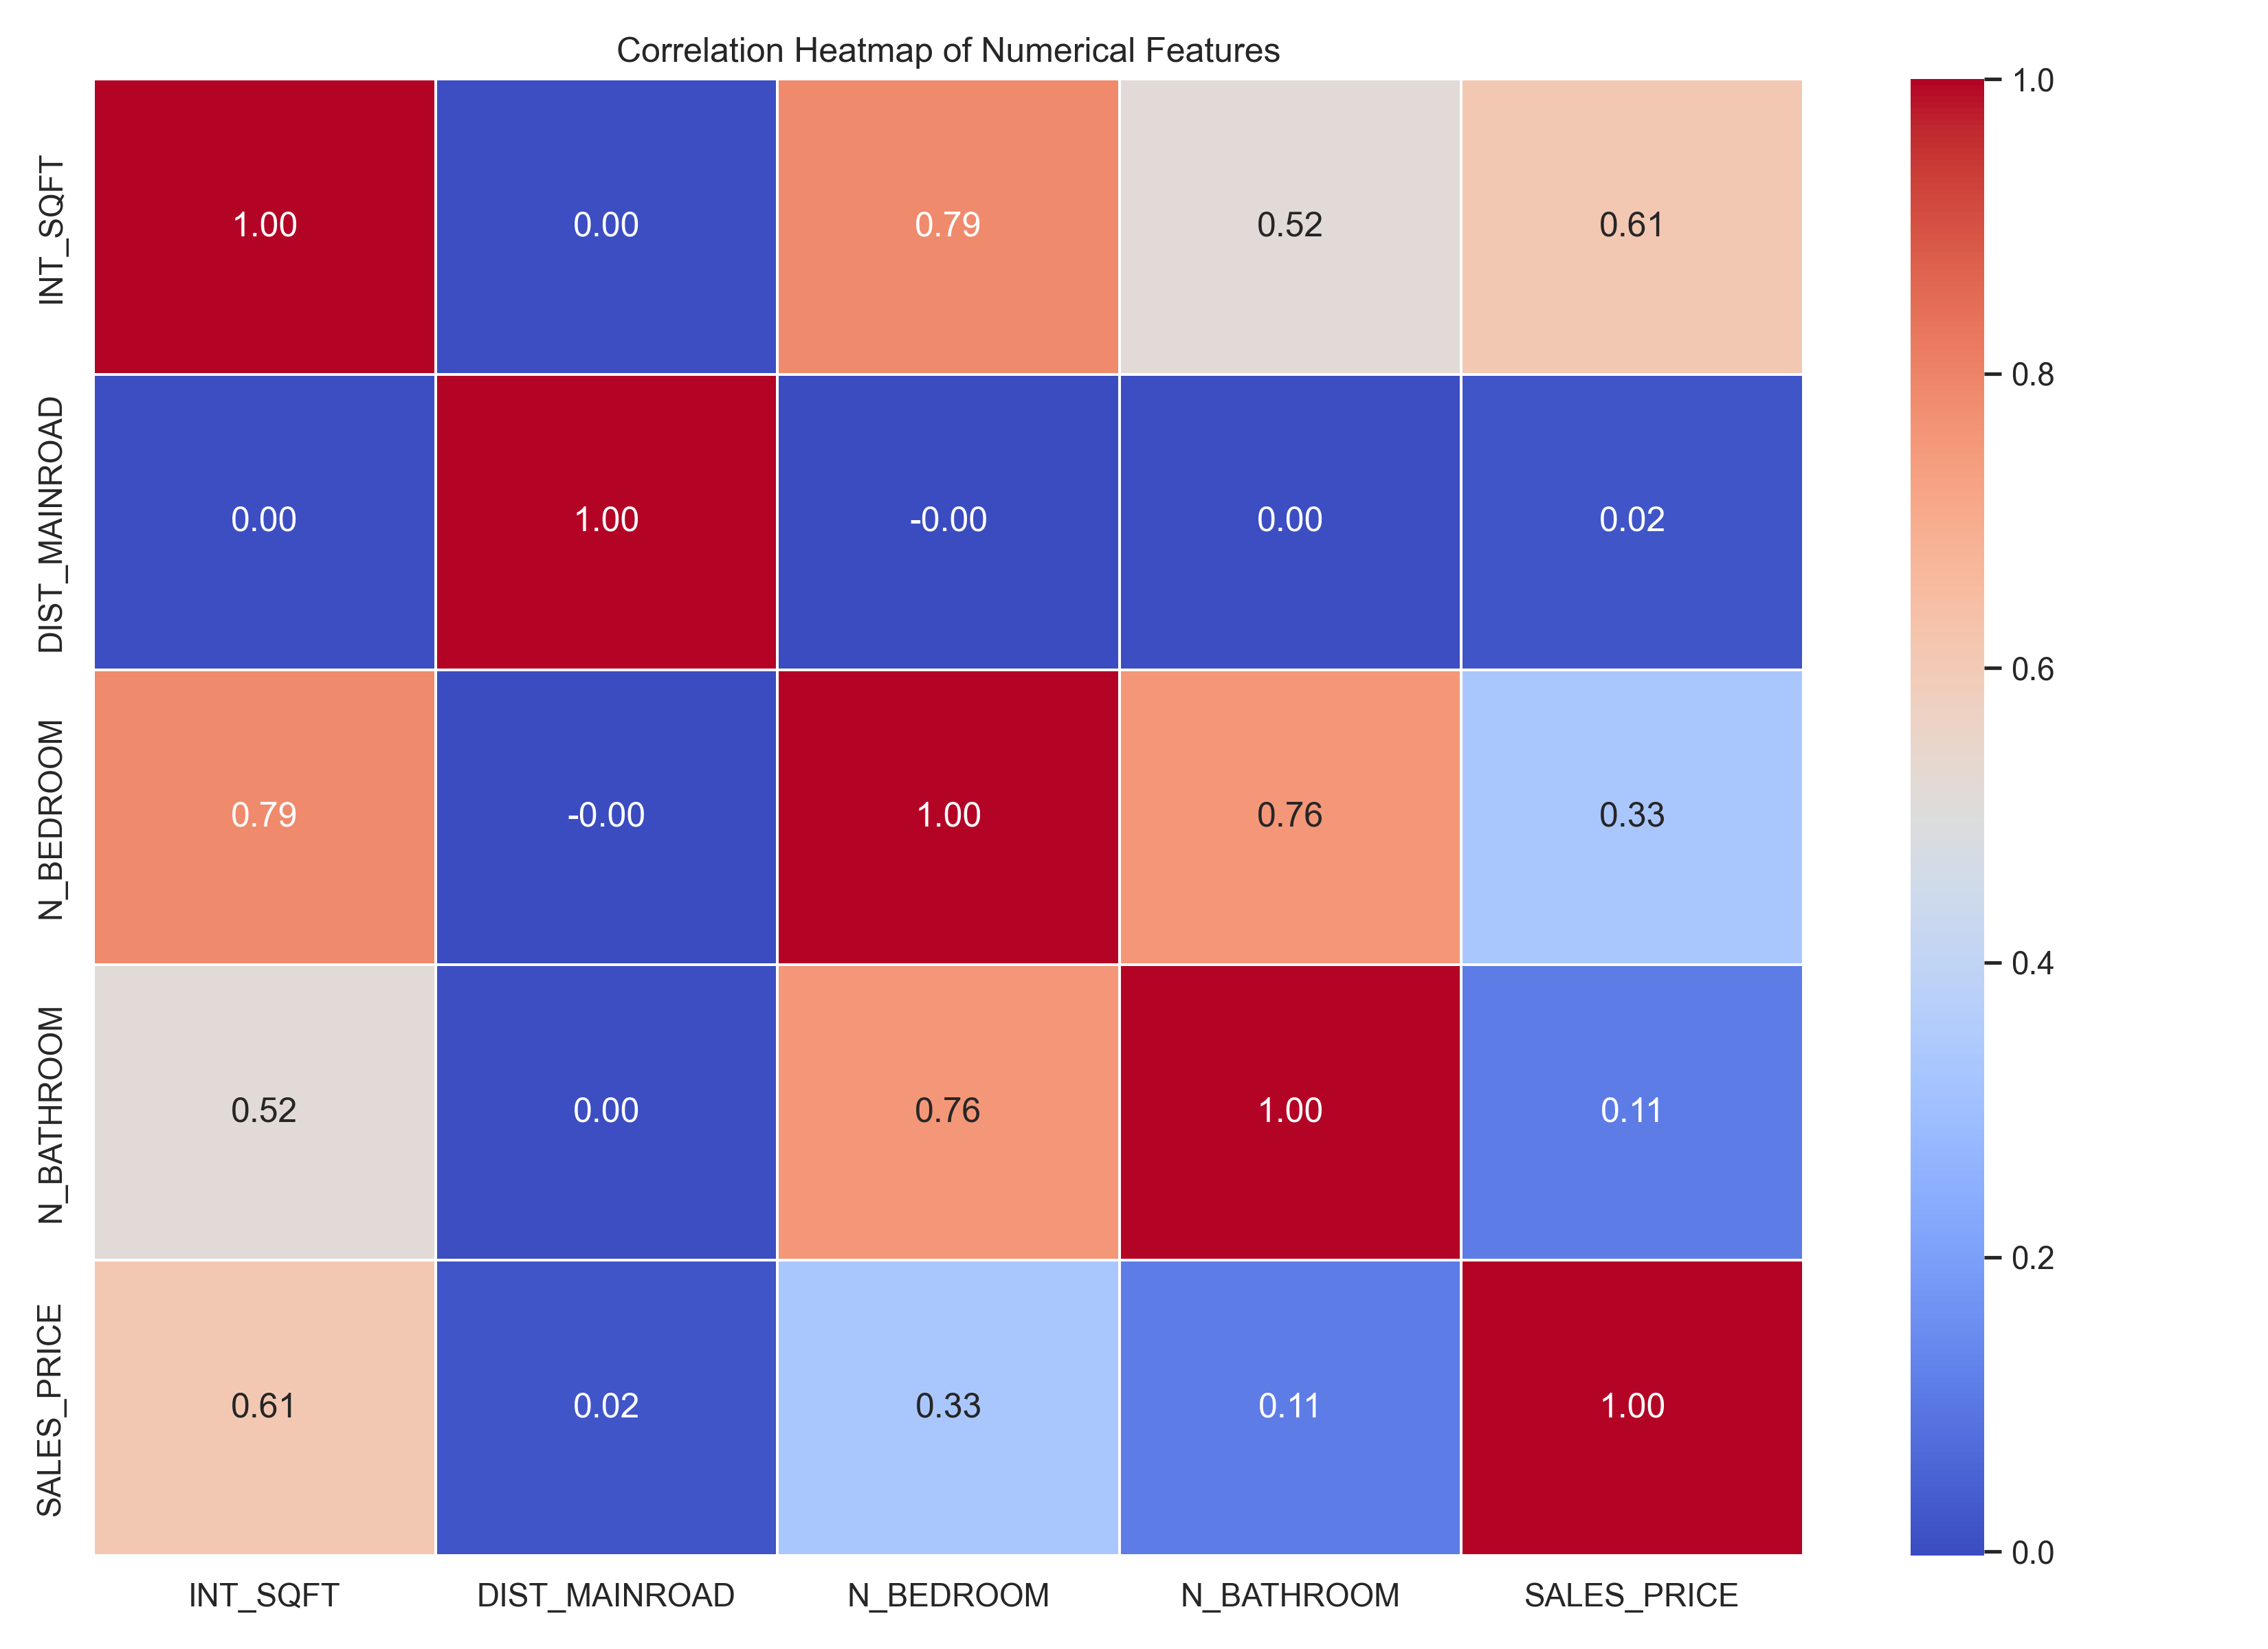 Correlation Heatmap of Numerical Features
INT_SQFT
1.00 0.00 0.79 0.52 0.61
DIST_MAINROAD
0.00 1.00 -0.00 0.00 0.02
N_BEDROOM
0.79 -0.00 1.00 0.76 0.33
N_BATHROOM
0.52 0.00 0.76 1.00 0.11
SALES_PRICE
0.61 0.02 0.33 0.11 1.00
INT_SQFT DIST_MAINROAD N_BEDROOM N_BATHROOM SALES_PRICE
1.0
0.8
0.6
0.4
0.2
0.0